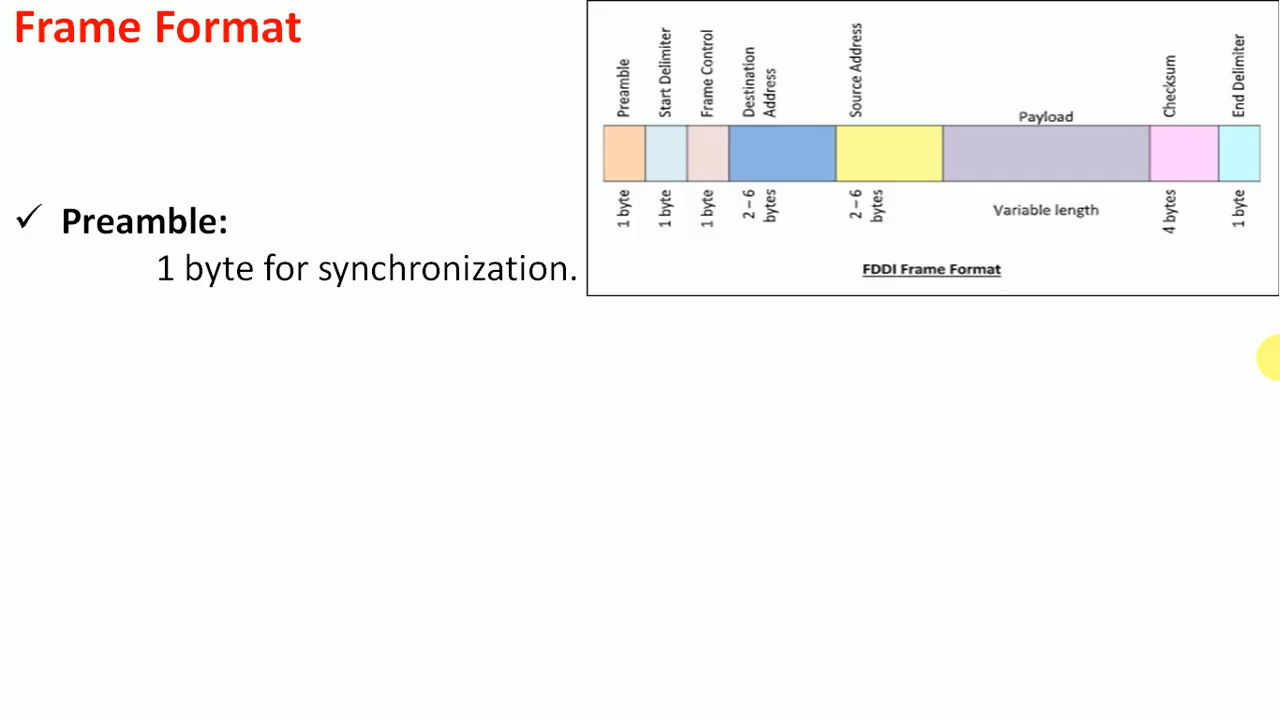 Frame Format
✓ Preamble:
1 byte for synchronization.
Preamble
Start Delimiter
Frame Control
Destination
Address
Source Address
Payload
Checksum
End Delimiter
1 byte
1 byte
1 byte
2 – 6
bytes
2 – 6
bytes
Variable length
4 bytes
1 byte
FDDI Frame Format